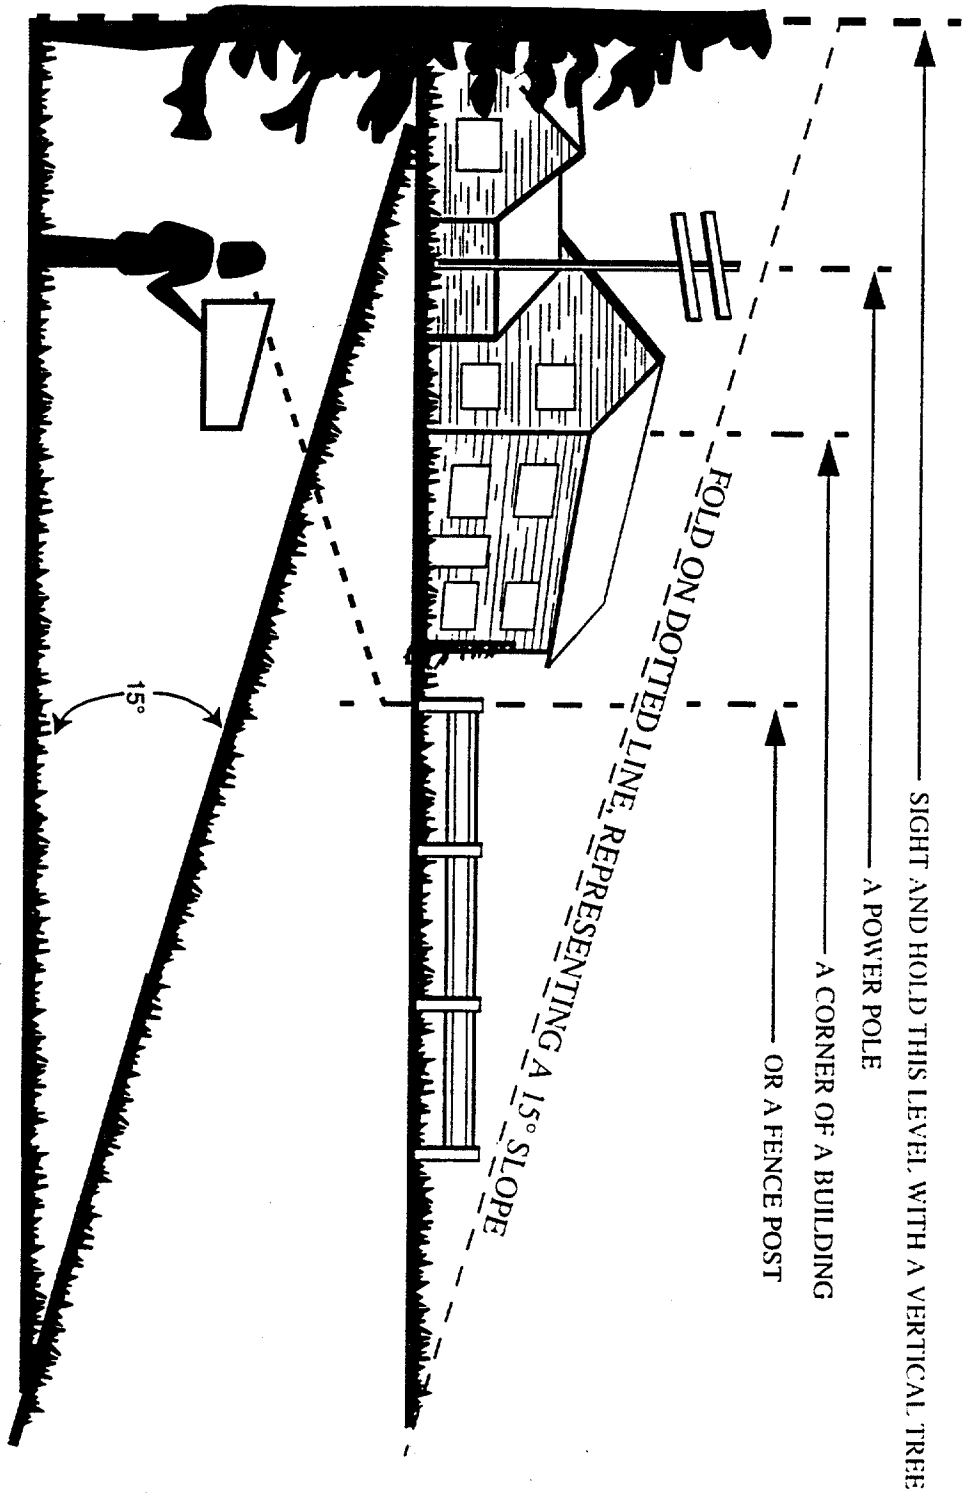 SIGHT AND HOLD THIS LEVEL WITH A VERTICAL TREE
A POWER POLE
A CORNER OF A BUILDING
OR A FENCE POST
FOLD ON DOTTED LINE, REPRESENTING A 15° SLOPE
15°